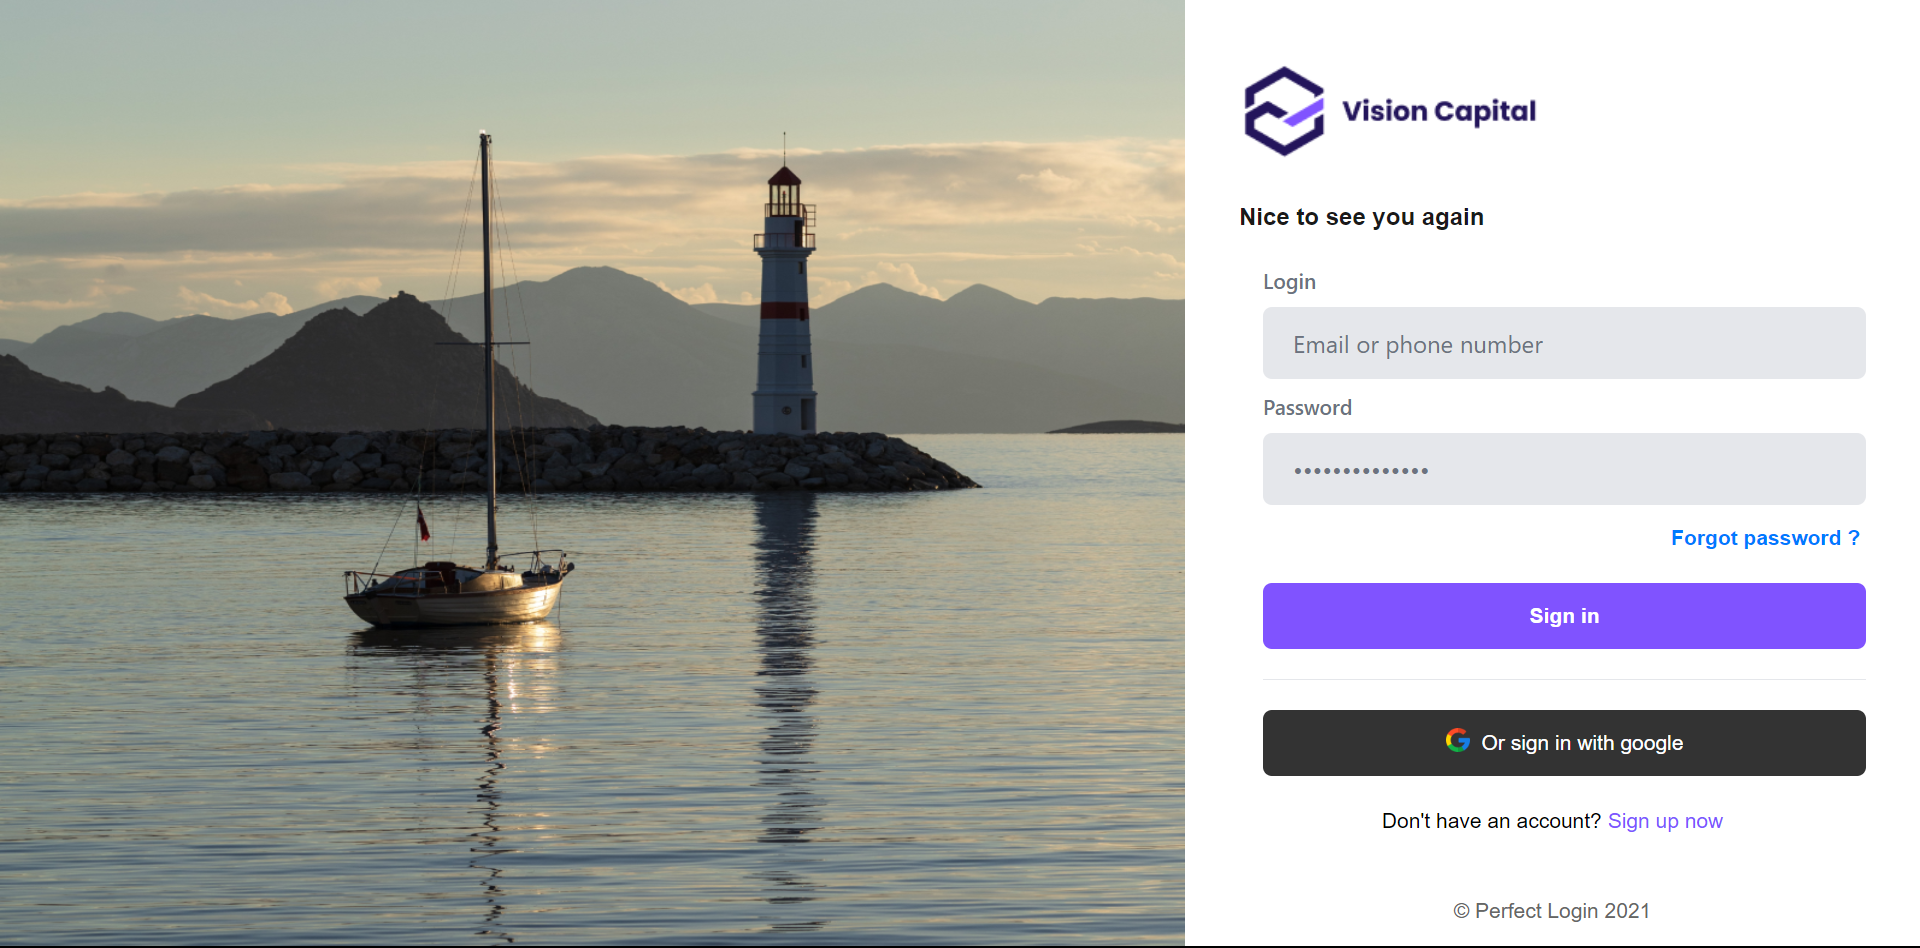 Vision Capital
Nice to see you again
Login
Email or phone number
Password
••••••••••••••
Forgot password ?
Sign in
Or sign in with google
Don't have an account? Sign up now
© Perfect Login 2021